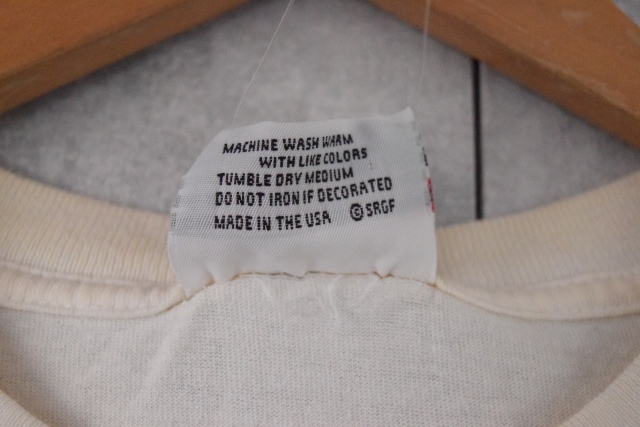 MACHINE WASH WARM
WITH LIKE COLORS
TUMBLE DRY MEDIUM
DO NOT IRON IF DECORATED
MADE IN THE USA © SRGF